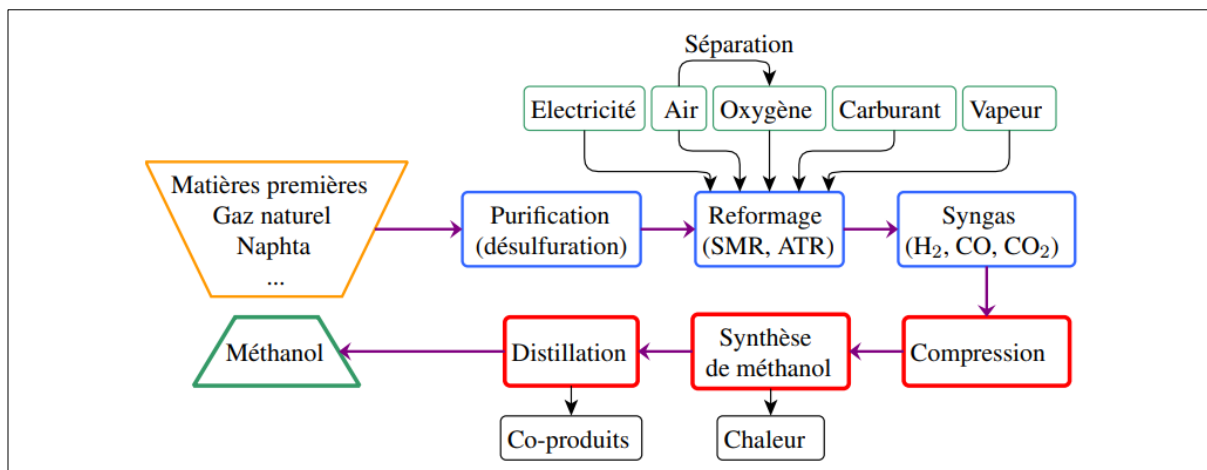 Séparation
Electricité
Air
Oxygène
Carburant
Vapeur
Matières premières
Gaz naturel
Naphta
...
Purification
(désulfuration)
Reformage
(SMR, ATR)
Syngas
(H₂, CO, CO₂)
Méthanol
Distillation
Synthèse
de méthanol
Compression
Co-produits
Chaleur